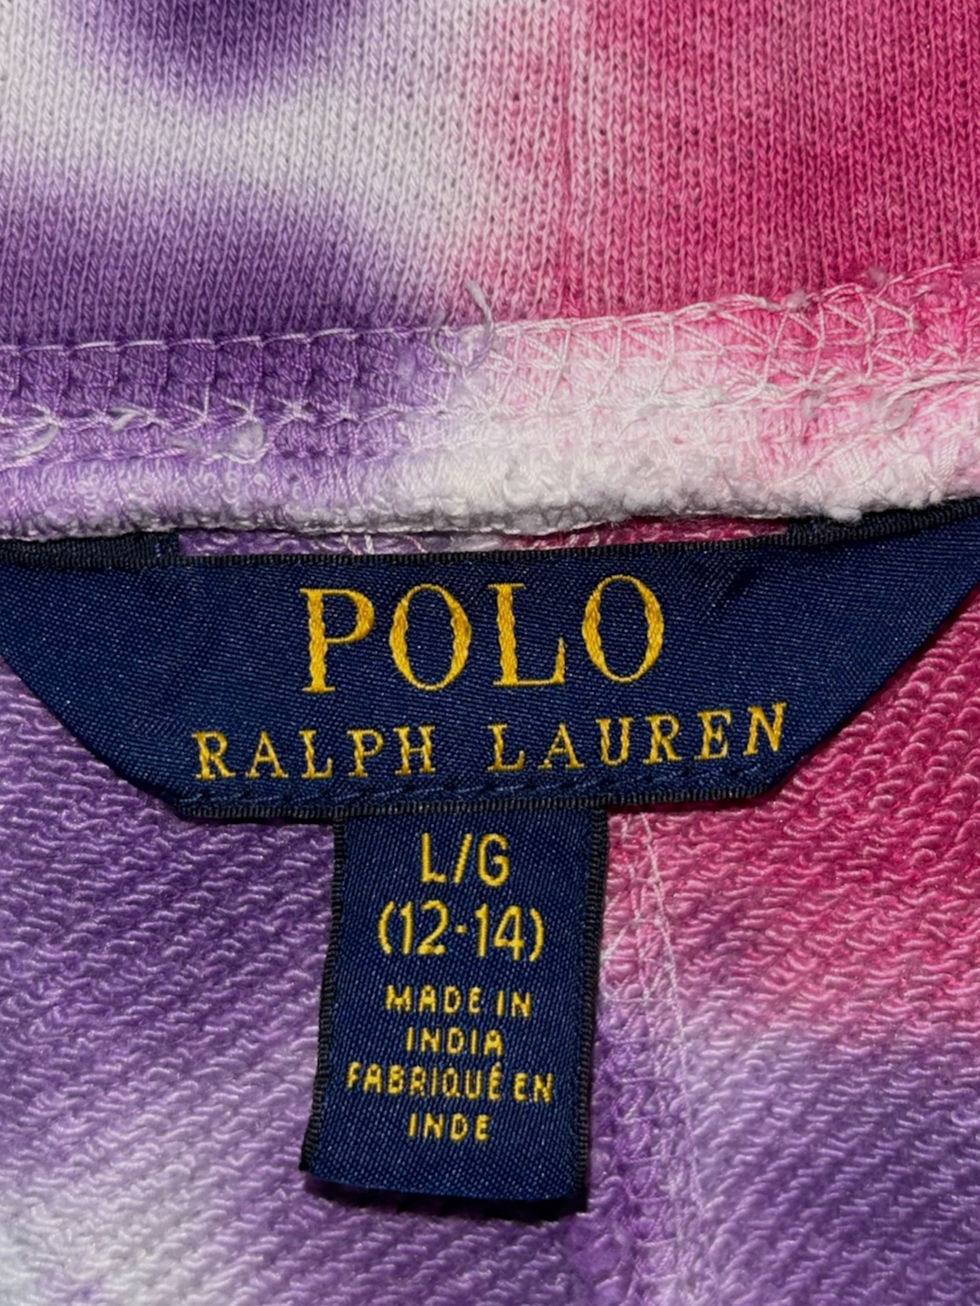 POLO
RALPH LAUREN
L/G
(12-14)
MADE IN
INDIA
FABRIQUÉ EN
INDE